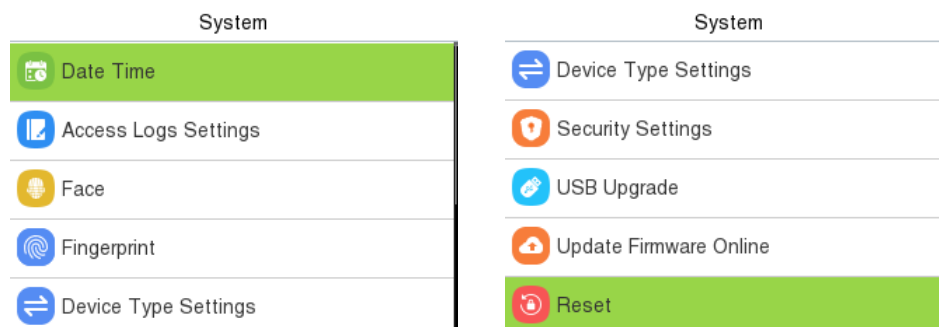 System
Date Time
Access Logs Settings
Face
Fingerprint
Device Type Settings
System
Device Type Settings
Security Settings
USB Upgrade
Update Firmware Online
Reset